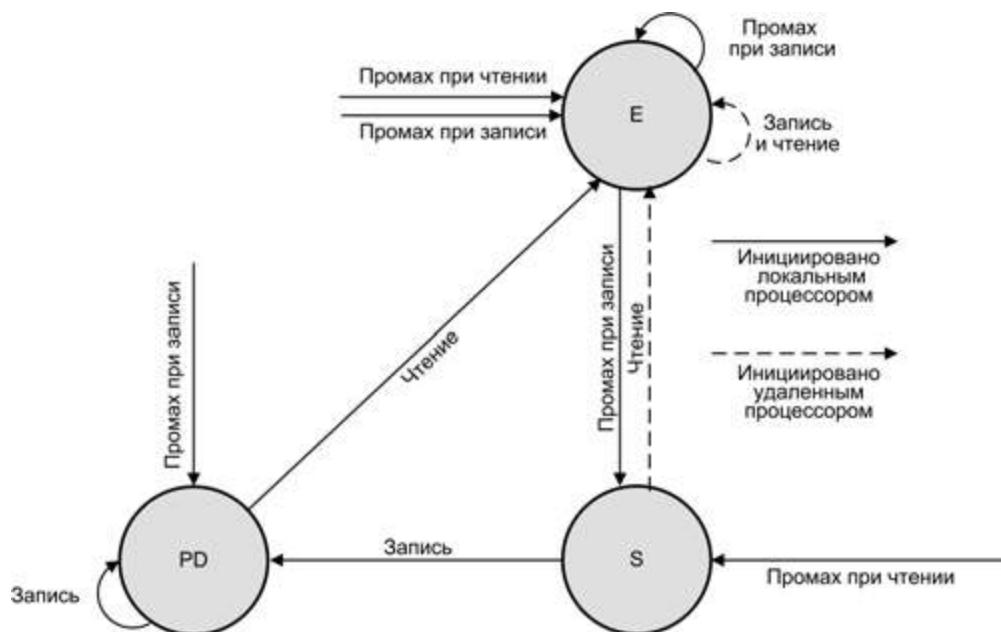 Промах
при записи
Промах при чтении
Промах при записи
E
Запись
и чтение
Инициировано
локальным
процессором
Промах при записи
Чтение
Промах при записи
Чтение
Инициировано
удаленным
процессором
PD
Запись
S
Запись
Промах при чтении